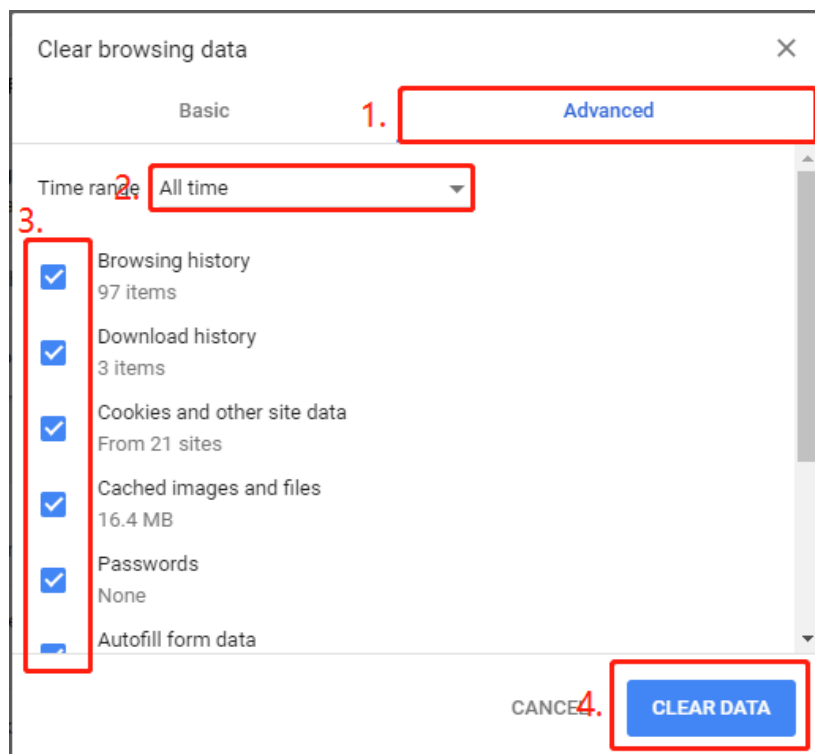 Clear browsing data
Basic
1.
Advanced
Time range
2.
All time
3.
Browsing history
97 items
Download history
3 items
Cookies and other site data
From 21 sites
Cached images and files
16.4 MB
Passwords
None
Autofill form data
CANCEL
4.
CLEAR DATA